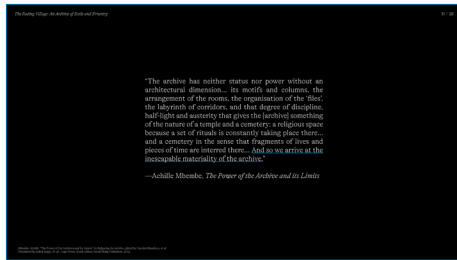 The Fading Village: An Archive of Exile and Errantry
11 / 28
"The archive has neither status nor power without an
architectural dimension... its motifs and columns, the
arrangement of the rooms, the organisation of the 'files',
the labyrinth of corridors, and that degree of discipline,
half-light and austerity that gives the [archive] something
of the nature of a temple and a cemetery: a religious space
because a set of rituals is constantly taking place there...
and a cemetery in the sense that fragments of lives and
pieces of time are interred there... And so we arrive at the
inescapable materiality of the archive."
—Achille Mbembe, The Power of the Archive and its Limits